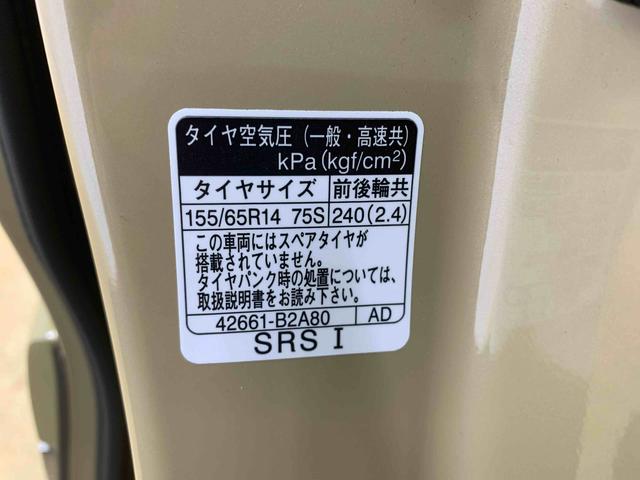 タイヤ空気圧（一般・高速共）
kPa(kgf/cm²)
タイヤサイズ 前後輪共
155/65R14 75S 240(2.4)
この車両にはスペアタイヤが
搭載されていません。
タイヤパンク時の処置については、
取扱説明書をお読み下さい。
42661-B2A80 AD
SRS I